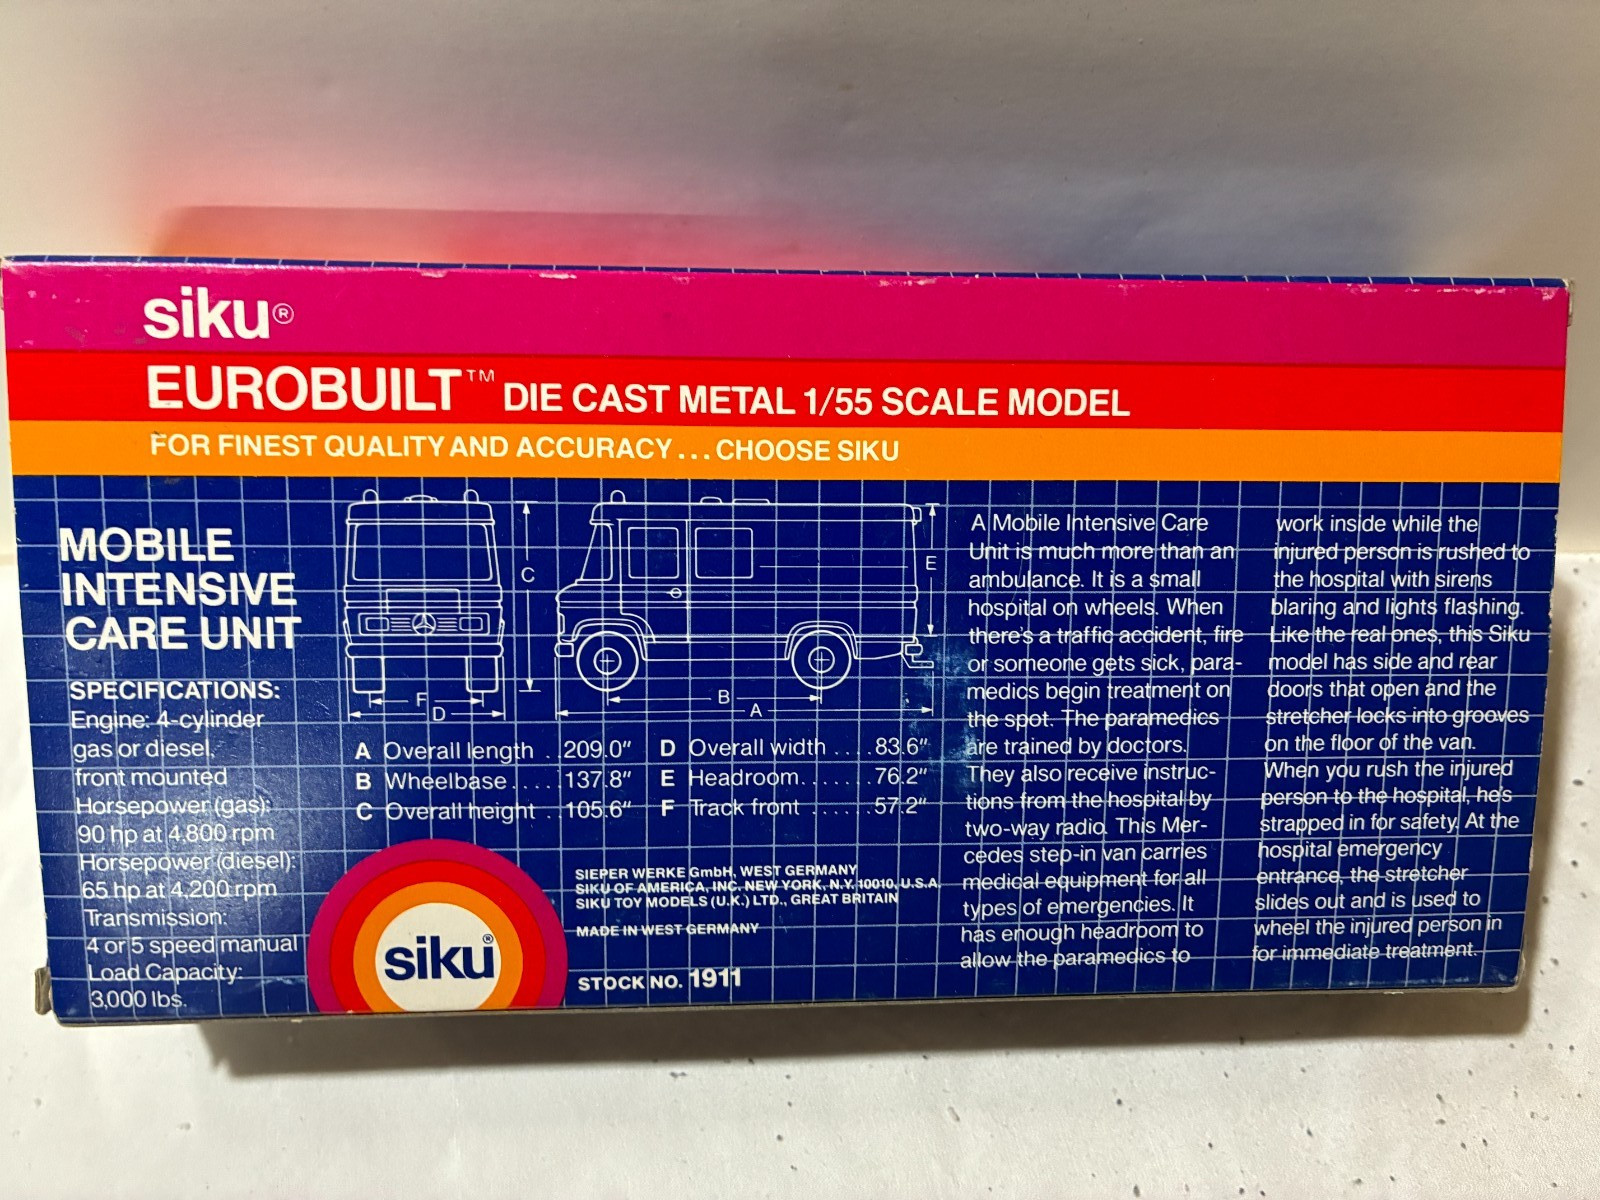 siku®
EUROBUILT™ DIE CAST METAL 1/55 SCALE MODEL
FOR FINEST QUALITY AND ACCURACY...CHOOSE SIKU
MOBILE
INTENSIVE
CARE UNIT
SPECIFICATIONS:
Engine: 4-cylinder
gas or diesel,
front mounted
Horsepower (gas):
90 hp at 4,800 rpm
Horsepower (diesel):
65 hp at 4,200 rpm
Transmission:
4 or 5 speed manual
Load Capacity:
3,000 lbs.
C
F
D
E
B
A
A Overall length ..209.0"
B Wheelbase.....137.8"
C Overall height ..105.6"
D Overall width ....83.6"
E Headroom.......76.2"
F Track front ......57.2"
siku®
SIEPER WERKE GmbH, WEST GERMANY
SIKU OF AMERICA, INC. NEW YORK, N.Y. 10010, U.S.A.
SIKU TOY MODELS (U.K.) LTD., GREAT BRITAIN
MADE IN WEST GERMANY
STOCK NO. 1911
A Mobile Intensive Care
Unit is much more than an
ambulance. It is a small
hospital on wheels. When
there's a traffic accident, fire
or someone gets sick, para-
medics begin treatment on
the spot. The paramedics
are trained by doctors.
They also receive instruc-
tions from the hospital by
two-way radio. This Mer-
cedes step-in van carries
medical equipment for all
types of emergencies. It
has enough headroom to
allow the paramedics to
work inside while the
injured person is rushed to
the hospital with sirens
blaring and lights flashing.
Like the real ones, this Siku
model has side and rear
doors that open and the
stretcher locks into grooves
on the floor of the van.
When you rush the injured
person to the hospital, he's
strapped in for safety. At the
hospital emergency
entrance, the stretcher
slides out and is used to
wheel the injured person in
for immediate treatment.